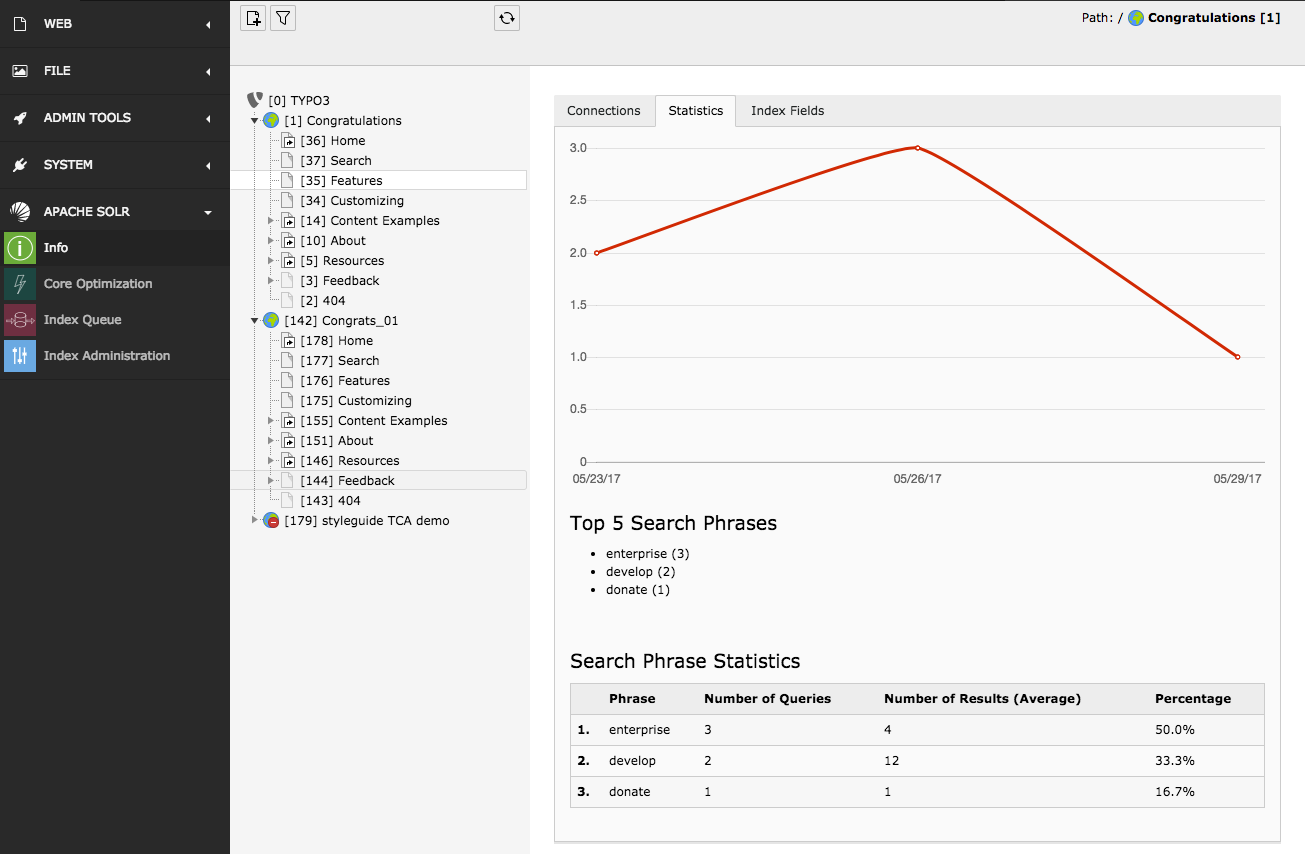 WEB
FILE
ADMIN TOOLS
SYSTEM
APACHE SOLR
Info
Core Optimization
Index Queue
Index Administration
Path: / Congratulations [1]
[0] TYPO3
[1] Congratulations
[36] Home
[37] Search
[35] Features
[34] Customizing
[14] Content Examples
[10] About
[5] Resources
[3] Feedback
[2] 404
[142] Congrats_01
[178] Home
[177] Search
[176] Features
[175] Customizing
[155] Content Examples
[151] About
[146] Resources
[144] Feedback
[143] 404
[179] styleguide TCA demo
Connections Statistics Index Fields
3.0
2.5
2.0
1.5
1.0
0.5
0
05/23/17 05/26/17 05/29/17
Top 5 Search Phrases
• enterprise (3)
• develop (2)
• donate (1)
Search Phrase Statistics
Phrase Number of Queries Number of Results (Average) Percentage
1. enterprise 3 4 50.0%
2. develop 2 12 33.3%
3. donate 1 1 16.7%